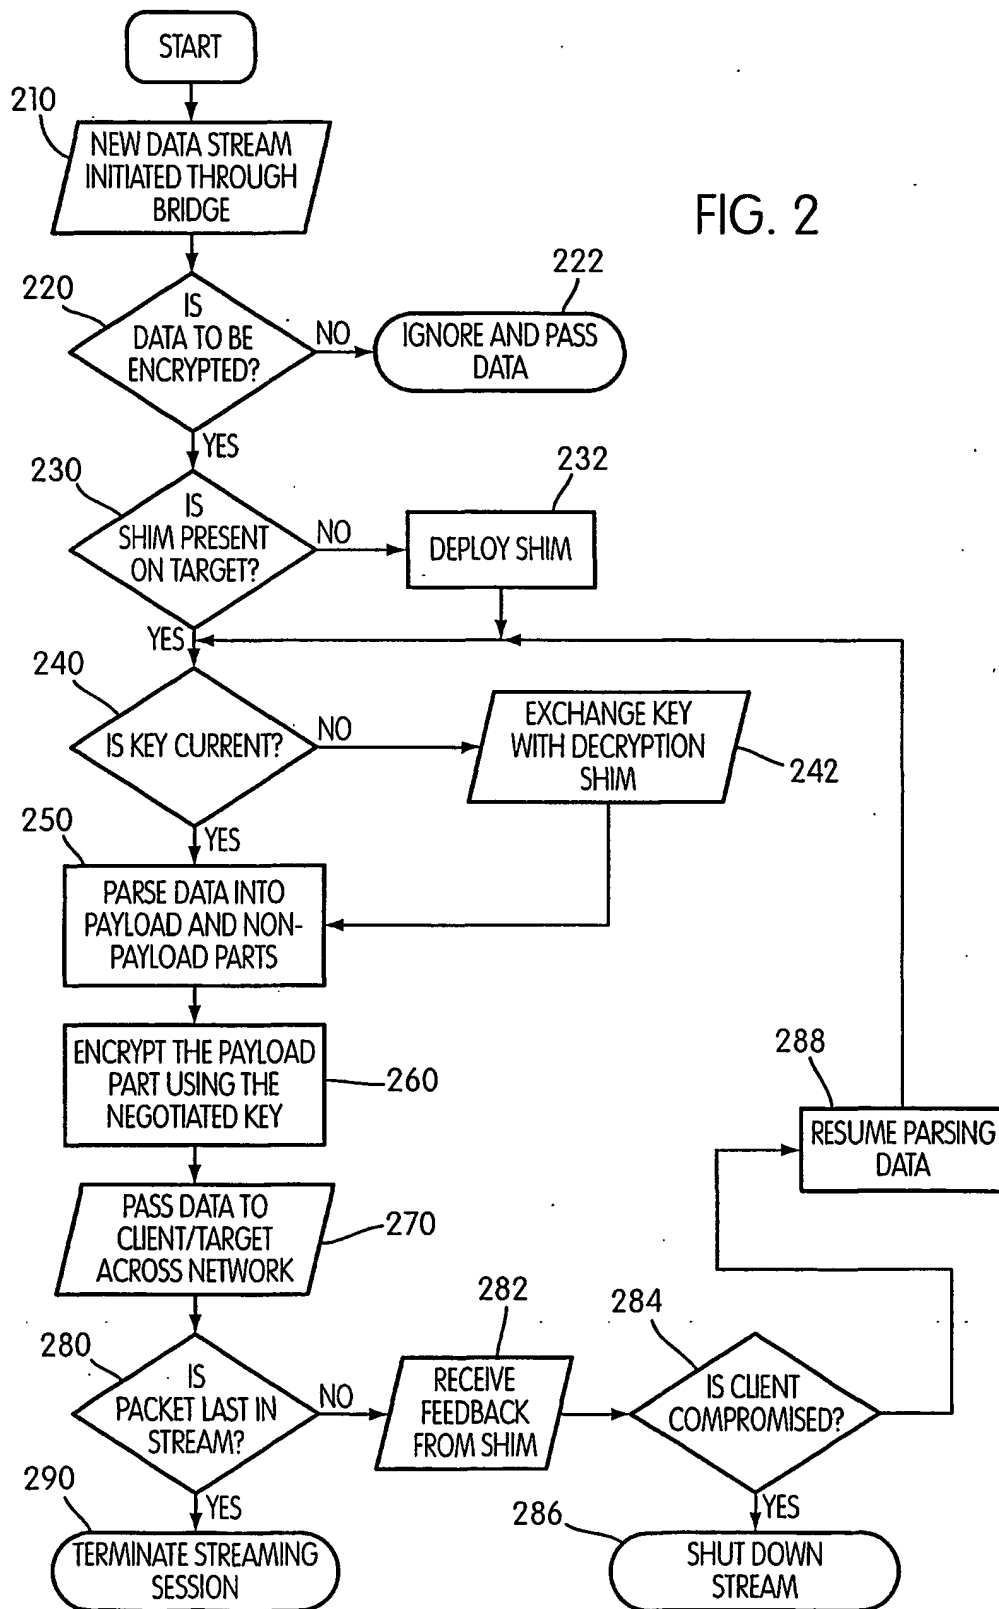 START
210
NEW DATA STREAM
INITIATED THROUGH
BRIDGE
FIG. 2
220
IS
DATA TO BE
ENCRYPTED?
NO
222
IGNORE AND PASS
DATA
YES
230
IS
SHIM PRESENT
ON TARGET?
NO
232
DEPLOY SHIM
YES
240
IS KEY CURRENT?
NO
EXCHANGE KEY
WITH DECRYPTION
SHIM
242
YES
250
PARSE DATA INTO
PAYLOAD AND NON-
PAYLOAD PARTS
ENCRYPT THE PAYLOAD
PART USING THE
NEGOTIATED KEY
260
288
RESUME PARSING
DATA
PASS DATA TO
CLIENT/TARGET
ACROSS NETWORK
270
280
IS
PACKET LAST IN
STREAM?
NO
282
RECEIVE
FEEDBACK
FROM SHIM
284
IS CLIENT
COMPROMISED?
YES
290
TERMINATE STREAMING
SESSION
YES
286
SHUT DOWN
STREAM